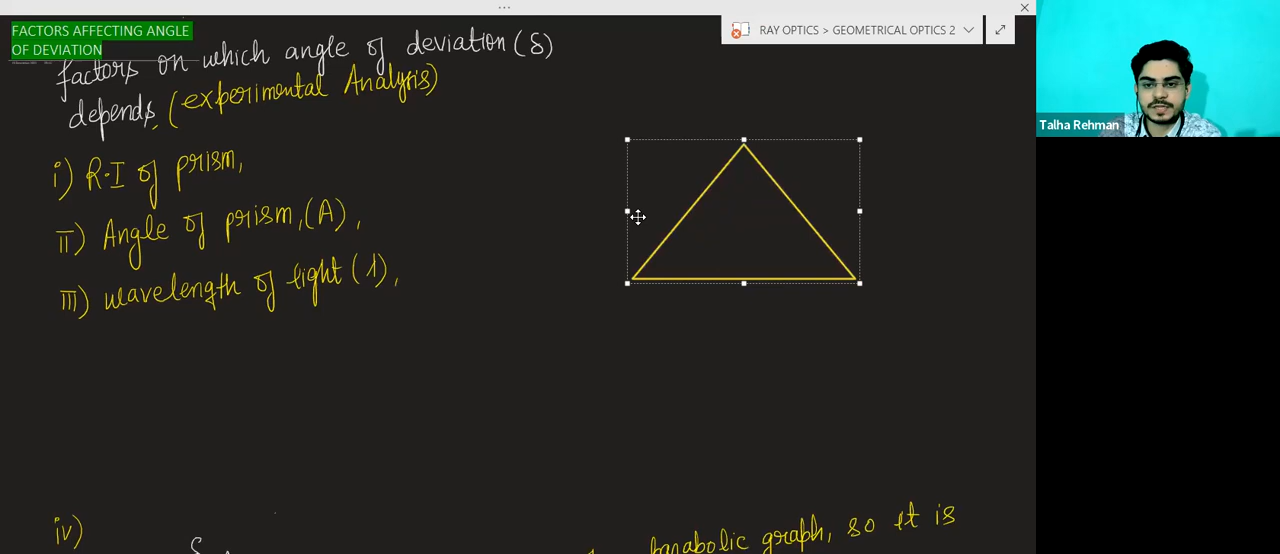 FACTORS AFFECTING ANGLE
OF DEVIATION
RAY OPTICS > GEOMETRICAL OPTICS 2
Talha Rehman
factors on which angle of deviation (δ)
depends, (experimental Analysis)
i) R.I of prism,
II) Angle of prism, (A),
III) wavelength of light (λ),
iv)
parabolic graph, so it is